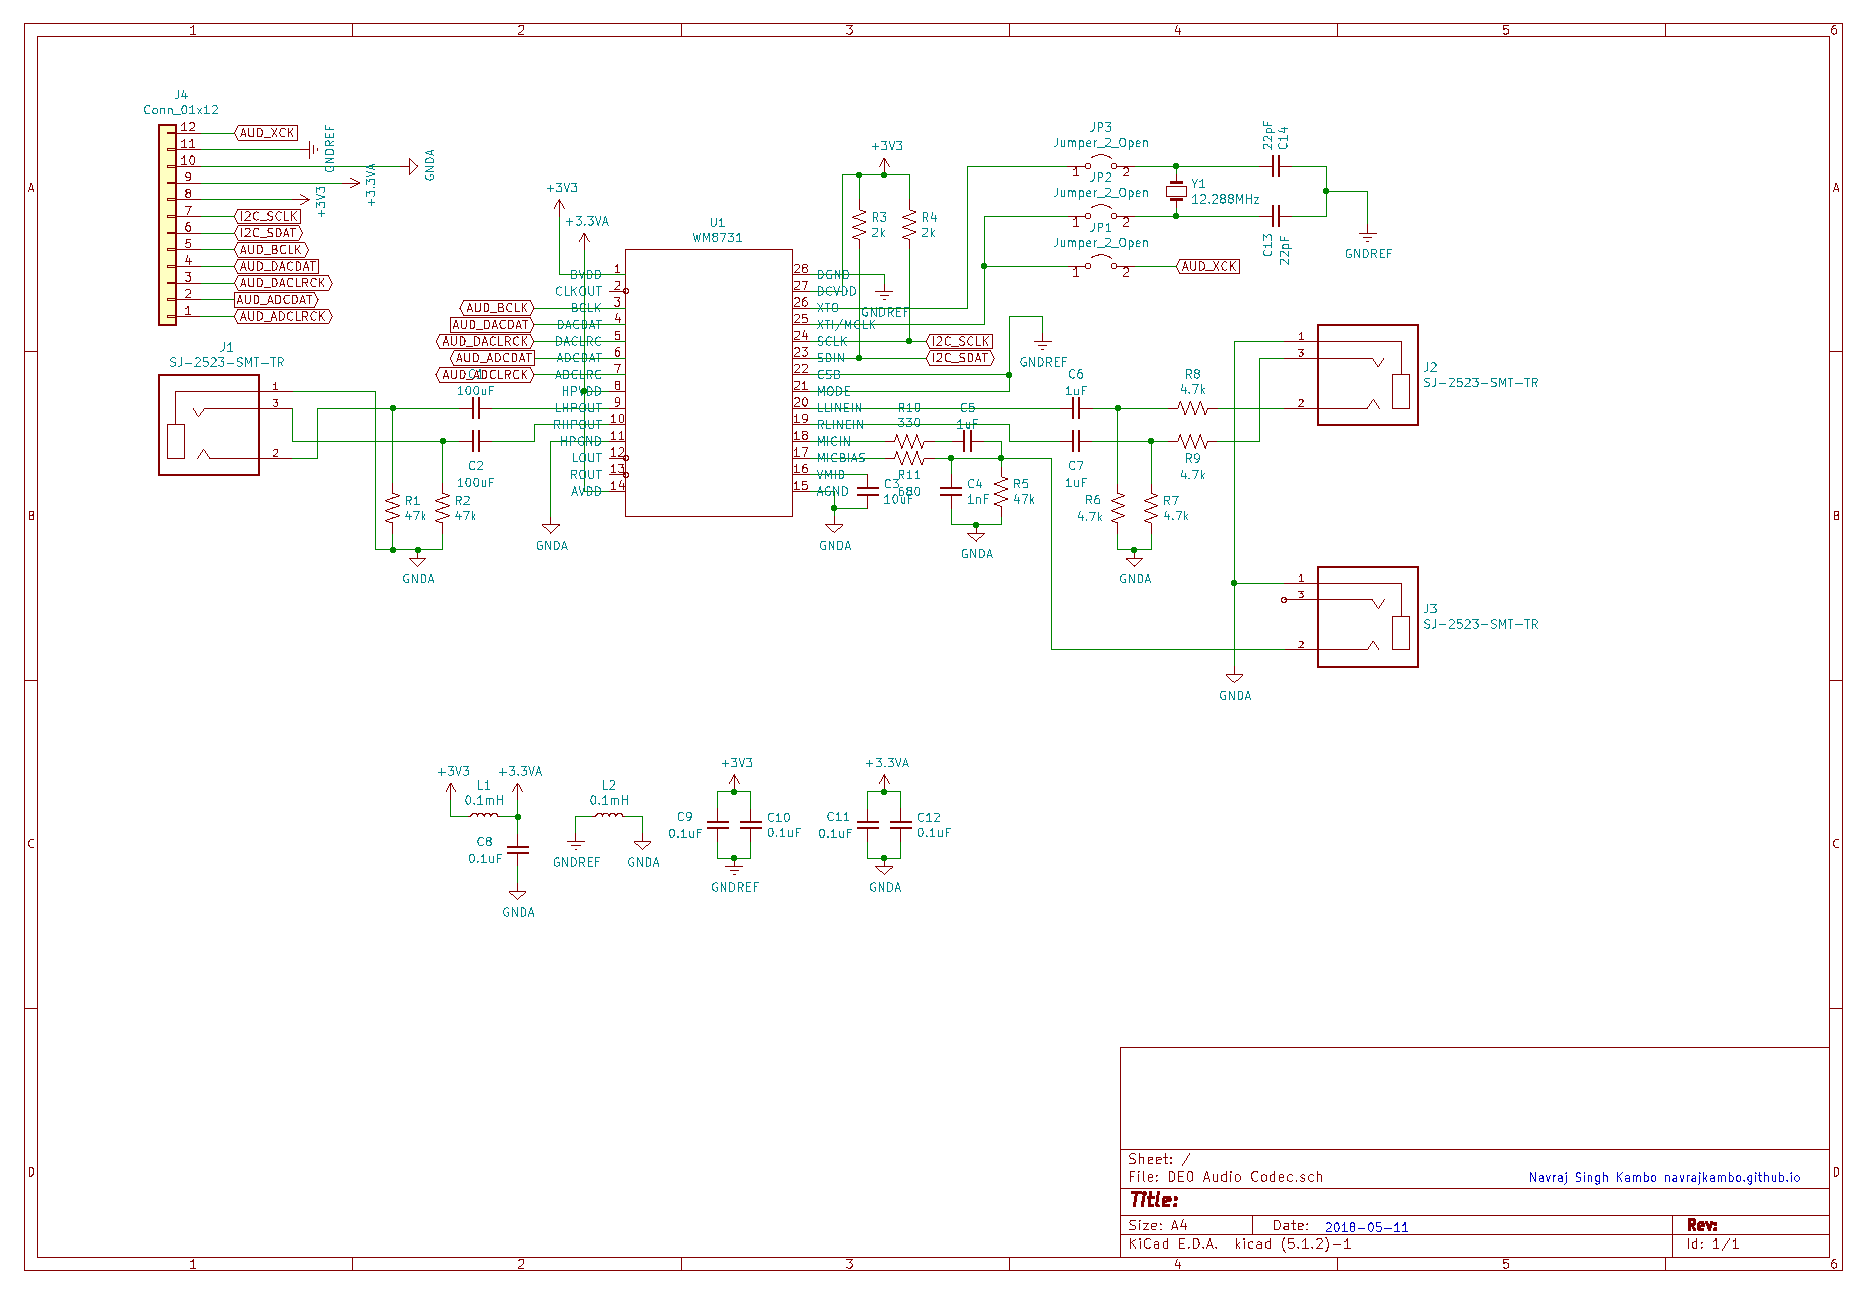 1 2 3 4 5 6
A
B
C
D
J4
Conn_01x12
12 AUD_XCK
11 GNDREF
10 GNDA
9 +3.3VA
8 +3V3
7 I2C_SCLK
6 I2C_SDAT
5 AUD_BCLK
4 AUD_DACDAT
3 AUD_DACLRCK
2 AUD_ADCDAT
1 AUD_ADCLRCK
J1
SJ-2523-SMT-TR
1
3
2
R1
47k
R2
47k
GNDA
C1
100uF
C2
100uF
+3V3
+3.3VA
U1
WM8731
AUD_BCLK
AUD_DACDAT
AUD_DACLRCK
AUD_ADCDAT
AUD_ADCLRCK
BVDD 1
CLKOUT 2
BCLK 3
DACDAT 4
DACLRC 5
ADCDAT 6
ADCLRC 7
HPVDD 8
LHPOUT 9
RHPOUT 10
HPGND 11
LOUT 12
ROUT 13
AVDD 14
GNDA
28 DGND
27 DCVDD
26 XTO
25 XTI/MCLK
24 SCLK
23 SDIN
22 CSB
21 MODE
20 LLINEIN
19 RLINEIN
18 MICIN
17 MICBIAS
16 VMID
15 AGND
+3V3
R3
2k
R4
2k
GNDREF
I2C_SCLK
I2C_SDAT
GNDREF
JP3
Jumper_2_Open
1 2
JP2
Jumper_2_Open
1 2
JP1
Jumper_2_Open
1 2
AUD_XCK
Y1
12.288MHz
22pF
C14
C13
22pF
GNDREF
R10
330
C5
1uF
R11
680
C3
10uF
GNDA
C4
1nF
R5
47k
GNDA
C6
1uF
C7
1uF
R8
4.7k
R9
4.7k
R6
4.7k
R7
4.7k
GNDA
1
3
2
J2
SJ-2523-SMT-TR
1
3
2
J3
SJ-2523-SMT-TR
GNDA
+3V3
+3.3VA
L1
0.1mH
C8
0.1uF
GNDA
L2
0.1mH
GNDREF
GNDA
+3V3
C9
0.1uF
C10
0.1uF
GNDREF
+3.3VA
C11
0.1uF
C12
0.1uF
GNDA
A
B
C
D
Sheet: /
File: DE0 Audio Codec.sch
Navraj Singh Kambo navrajkambo.github.io
Title:
Size: A4
Date: 2018-05-11
Rev:
KiCad E.D.A. kicad (5.1.2)-1
Id: 1/1
1 2 3 4 5 6